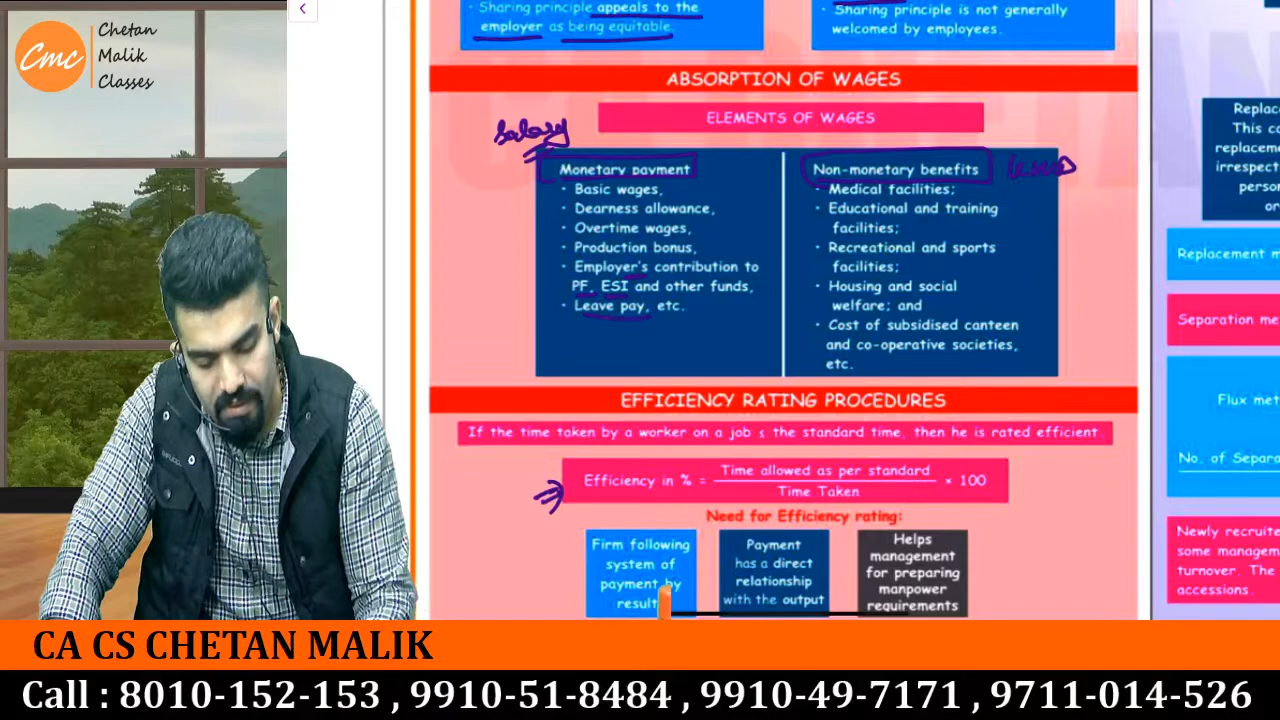 Cmc
Chetan
Malik
Classes
Sharing principle appeals to the
employer as being equitable.
Sharing principle is not generally
welcomed by employees.
ABSORPTION OF WAGES
ELEMENTS OF WAGES
Salary
Monetary payment
• Basic wages,
• Dearness allowance,
• Overtime wages,
• Production bonus,
• Employer's contribution to
PF, ESI and other funds,
• Leave pay, etc.
Non-monetary benefits
• Medical facilities;
• Educational and training
facilities;
• Recreational and sports
facilities;
• Housing and social
welfare; and
• Cost of subsidised canteen
and co-operative societies,
etc.
EFFICIENCY RATING PROCEDURES
If the time taken by a worker on a job ≤ the standard time, then he is rated efficient
Efficiency in % = Time allowed as per standard / Time Taken × 100
Need for Efficiency rating:
Firm following
system of
payment by
result
Payment
has a direct
relationship
with the output
Helps
management
for preparing
manpower
requirements
Replac
This ca
replaceme
irrespect
perso
or
Replacement m
Separation me
Flux met
No. of Separa
Newly recruite
some managem
turnover. The
accessions.
CA CS CHETAN MALIK
Call : 8010-152-153 , 9910-51-8484 , 9910-49-7171 , 9711-014-526